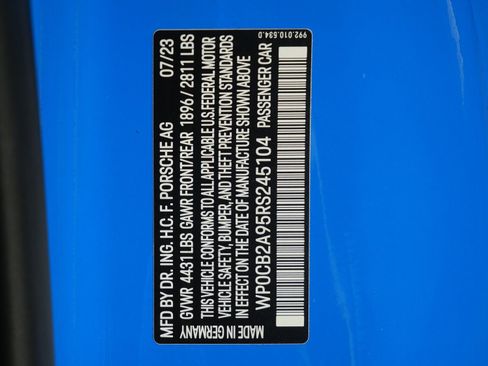 992.010.534.0
MFD BY DR. ING. H.C. F. PORSCHE AG 07/23
GVWR 4431 LBS GAWR FRONT/REAR 1896/2811 LBS
THIS VEHICLE CONFORMS TO ALL APPLICABLE U.S.FEDERAL MOTOR
VEHICLE SAFETY, BUMPER, AND THEFT PREVENTION STANDARDS
IN EFFECT ON THE DATE OF MANUFACTURE SHOWN ABOVE
WP0CB2A95RS245104 PASSENGER CAR
MADE IN GERMANY